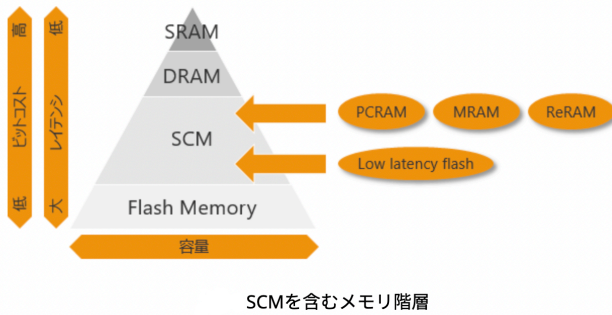 高
ビットコスト
低
低
レイテンシ
大
SRAM
DRAM
SCM
Flash Memory
容量
PCRAM
MRAM
ReRAM
Low latency flash
SCMを含むメモリ階層